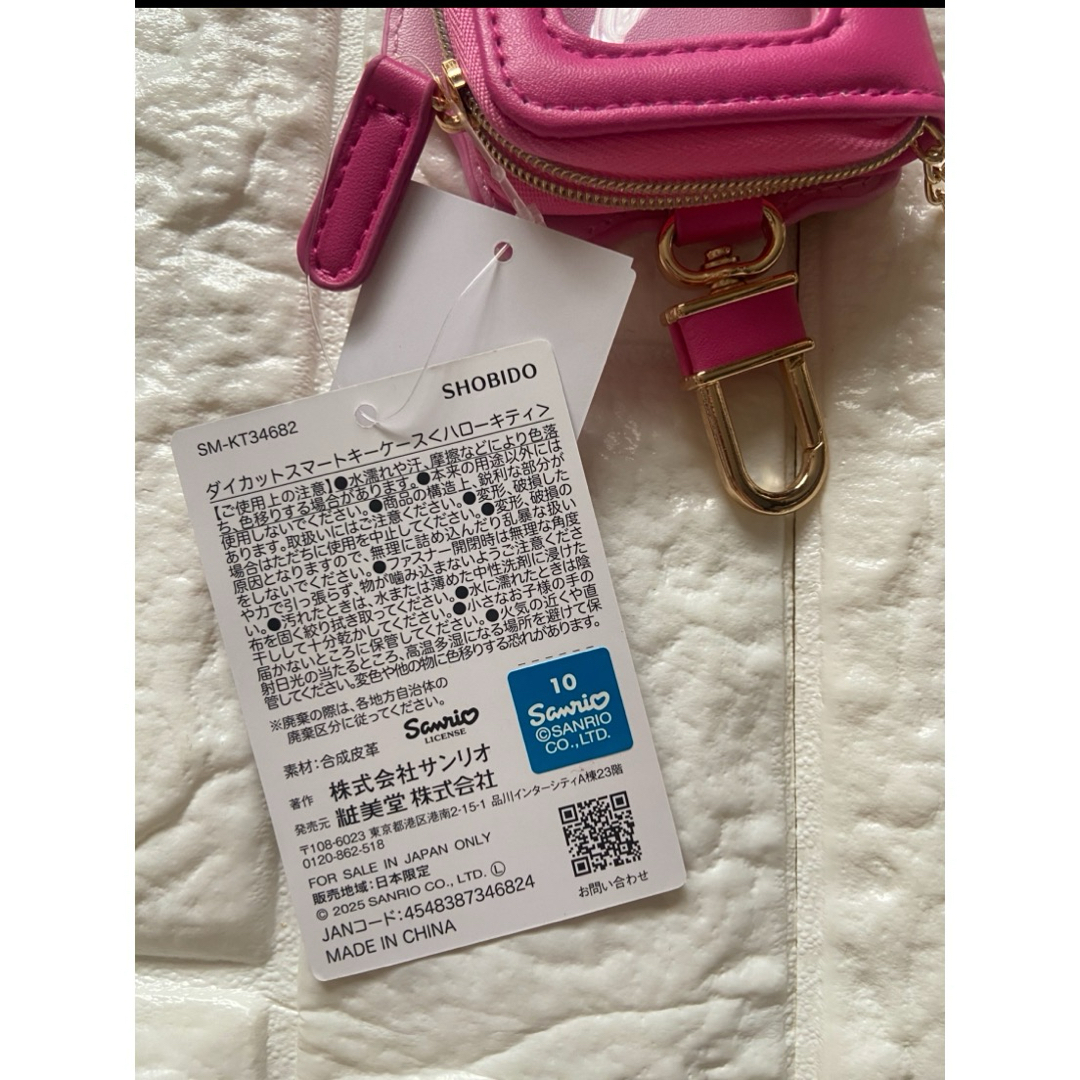 SHOBIDO
SM-KT34682
ダイカットスマートキーケース<ハローキティ>
【ご使用上の注意】●水濡れや汗、摩擦などにより色落
ち、色移りする場合があります。●本来の用途以外には
使用しないでください。●商品の構造上、鋭利な部分が
あります。取扱いにはご注意ください。●変形、破損した
場合はただちに使用を中止してください。●変形、破損の
原因となりますので、無理に詰め込んだり乱暴な扱い
をしないでください。●ファスナー開閉時は無理な角度
や力で引っ張らず、物が噛み込まないようご注意くださ
い。●汚れたときは、水または薄めた中性洗剤に浸けた
布を固く絞り拭き取ってください。●水に濡れたときは陰
干しして十分乾かしてください。●小さなお子様の手の
届かないところに保管してください。●火気の近くや直
射日光の当たるところ、高温多湿になる場所を避けて保
管してください。変色や他の物に色移りする恐れがあります。
※廃棄の際は、各地方自治体の
廃棄区分に従ってください。
Sanrio
LICENSE
10
Sanrio
©SANRIO
CO.,LTD.
素材:合成皮革
著作 株式会社サンリオ
発売元 粧美堂 株式会社
〒108-6023 東京都港区港南2-15-1 品川インターシティA棟23階
0120-862-518
FOR SALE IN JAPAN ONLY
販売地域:日本限定
© 2025 SANRIO CO., LTD. Ⓛ
JANコード:4548387346824
MADE IN CHINA
お問い合わせ